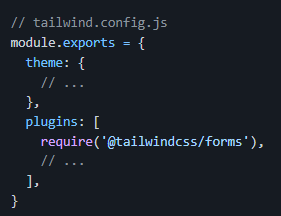 // tailwind.config.js
module.exports = {
  theme: {
    // ...
  },
  plugins: [
    require('@tailwindcss/forms'),
    // ...
  ],
}